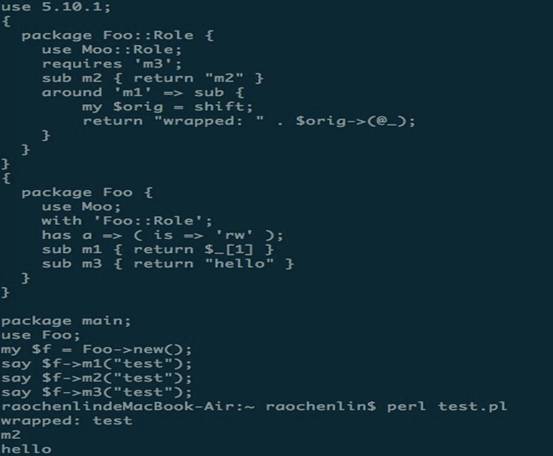 use 5.10.1;
{
  package Foo::Role {
    use Moo::Role;
    requires 'm3';
    sub m2 { return "m2" }
    around 'm1' => sub {
        my $orig = shift;
        return "wrapped: " . $orig->(@_);
    }
  }
}
{
  package Foo {
    use Moo;
    with 'Foo::Role';
    has a => ( is => 'rw' );
    sub m1 { return $_[1] }
    sub m3 { return "hello" }
  }
}

package main;
use Foo;
my $f = Foo->new();
say $f->m1("test");
say $f->m2("test");
say $f->m3("test");
raochenlindeMacBook-Air:~ raochenlin$ perl test.pl
wrapped: test
m2
hello